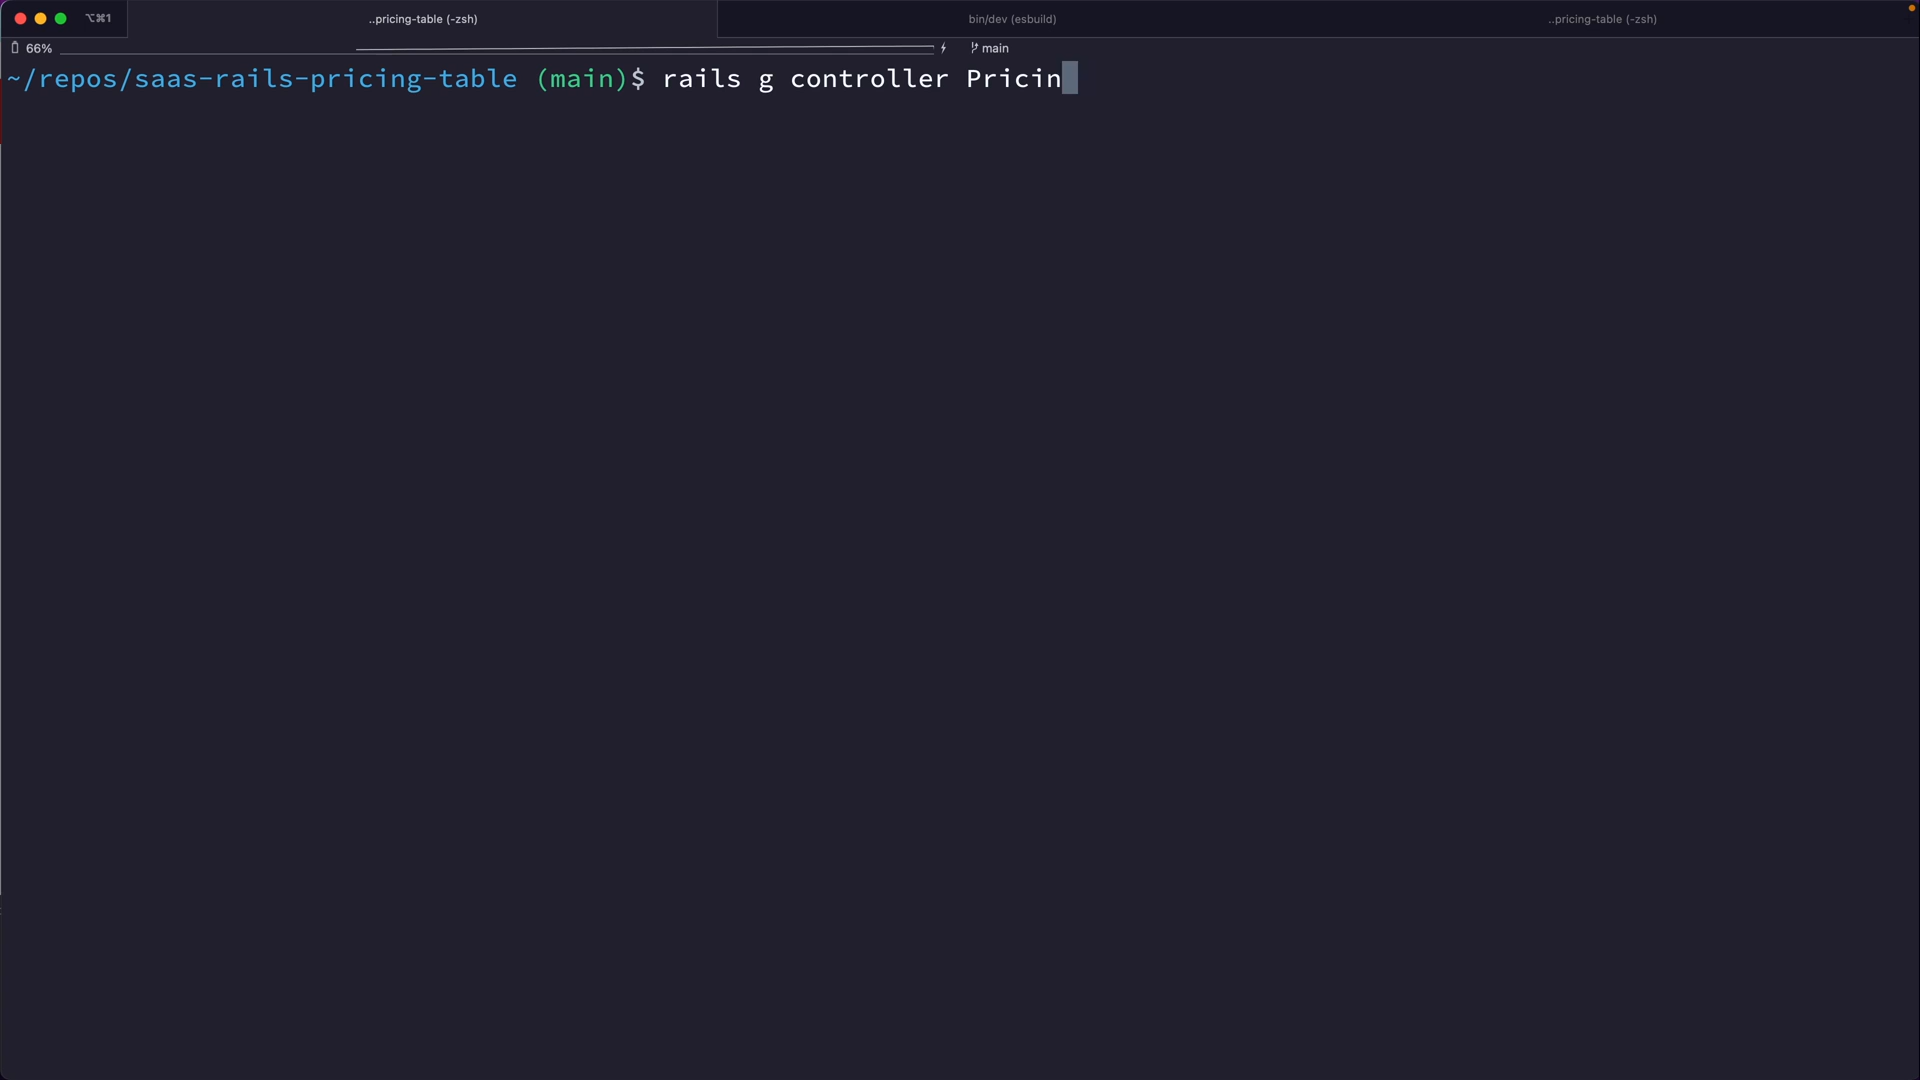 ⌥⌘1 ..pricing-table (-zsh) bin/dev (esbuild) ..pricing-table (-zsh)
66% main
~/repos/saas-rails-pricing-table (main)$ rails g controller Pricin